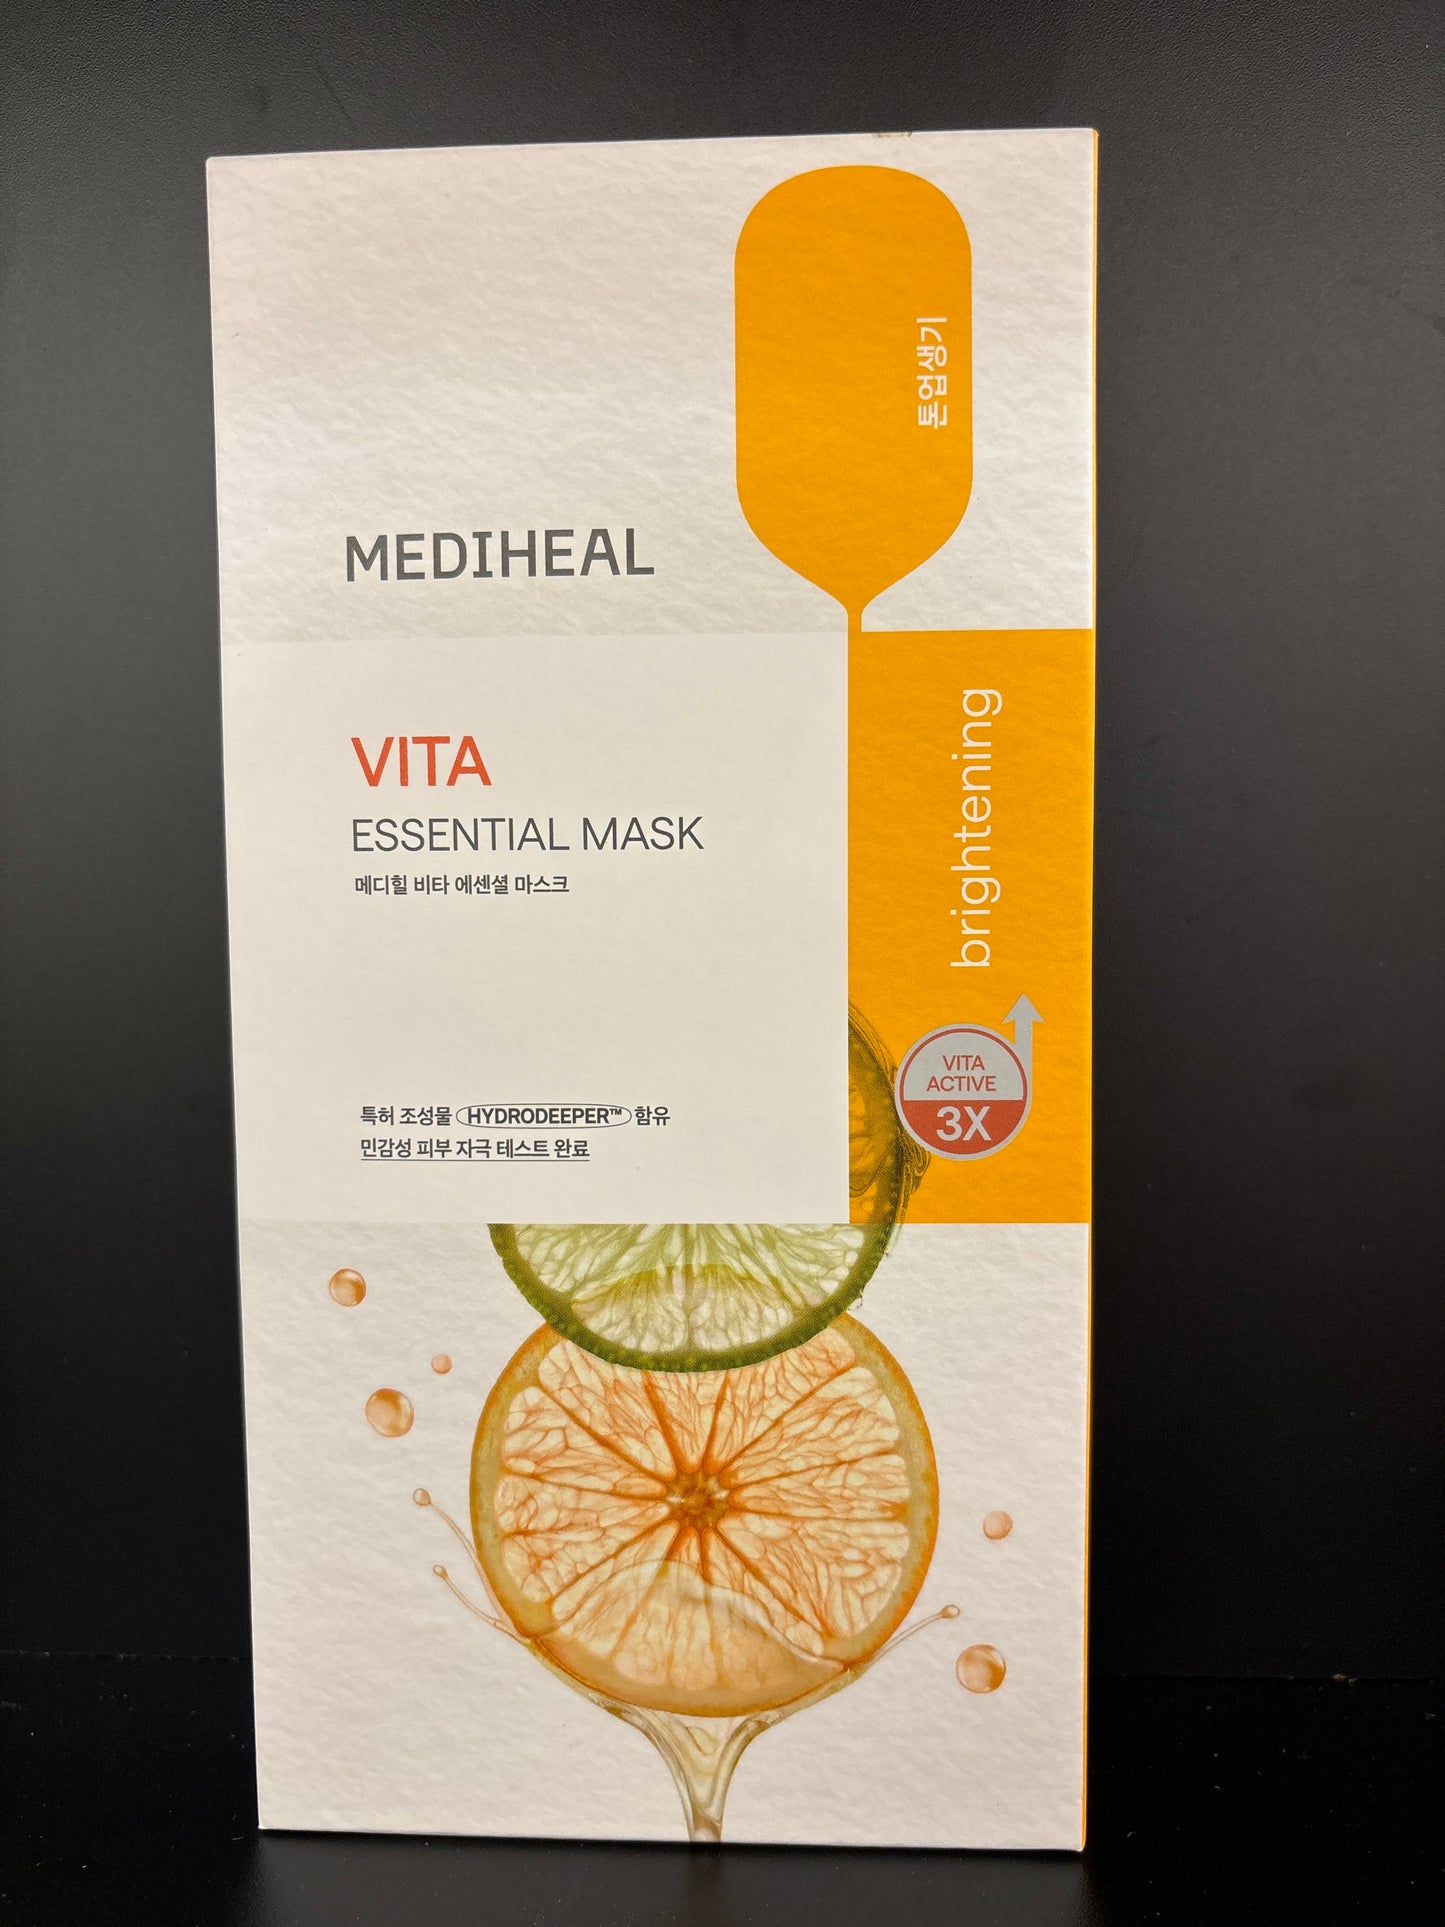 톤업생기
MEDIHEAL
VITA
ESSENTIAL MASK
메디힐 비타 에센셜 마스크
brightening
VITA
ACTIVE
3X
특허 조성물 HYDRODEEPER™ 함유
민감성 피부 자극 테스트 완료